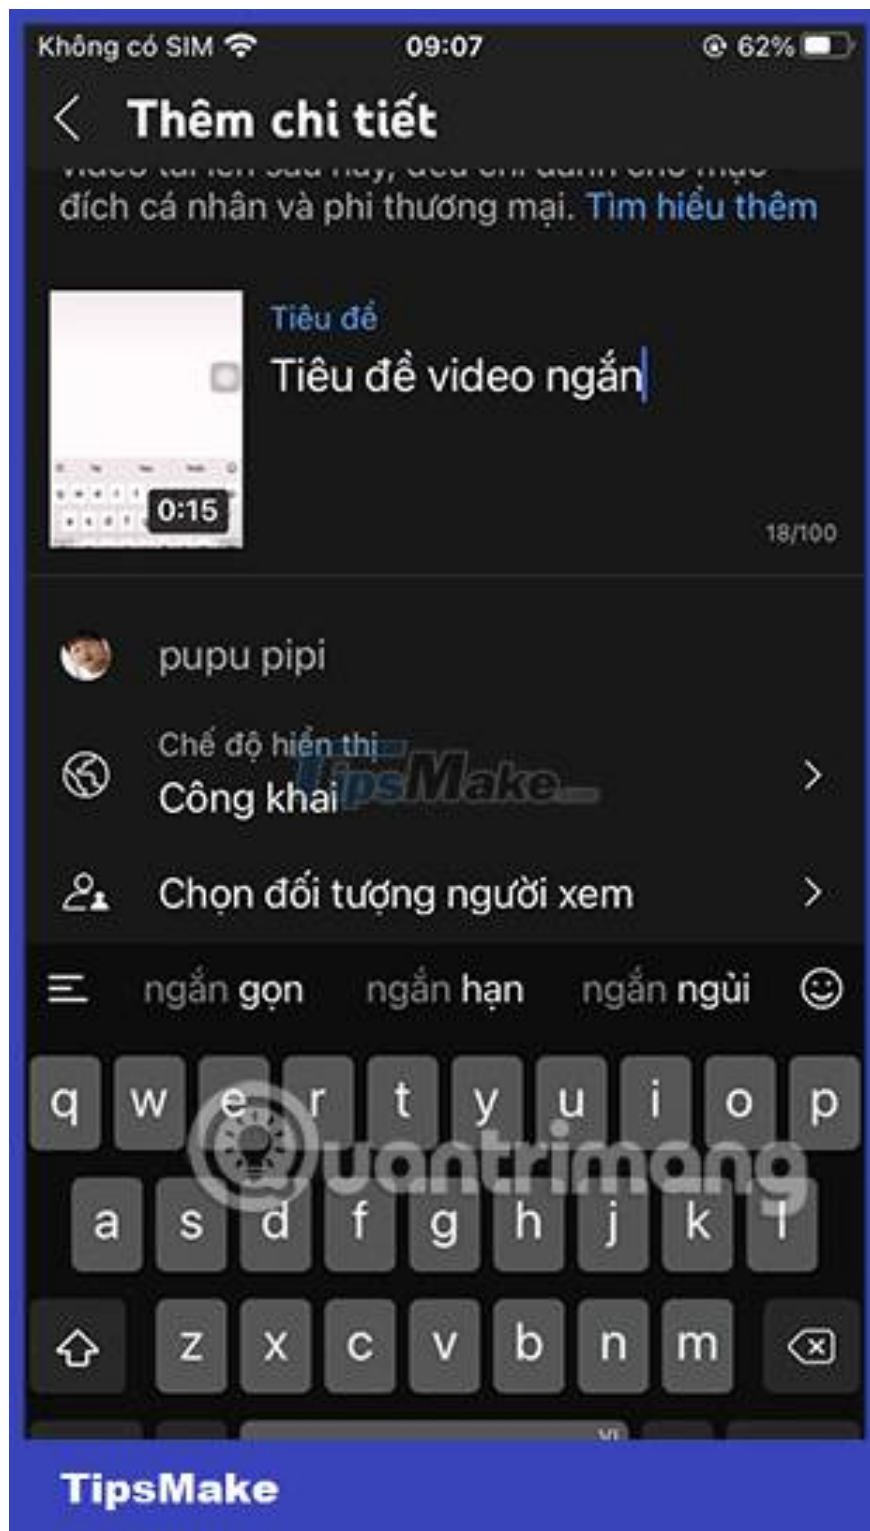 Không có SIM 09:07 62%
Thêm chi tiết
đích cá nhân và phi thương mại. Tìm hiểu thêm
Tiêu đề
Tiêu đề video ngắn
0:15
18/100
pupu pipi
Chế độ hiển thị
Công khai
TipsMake
Chọn đối tượng người xem
ngắn gọn ngắn hạn ngắn ngủi
q w e r t y u i o p
Quantrimang
a s d f g h j k l
z x c v b n m
TipsMake